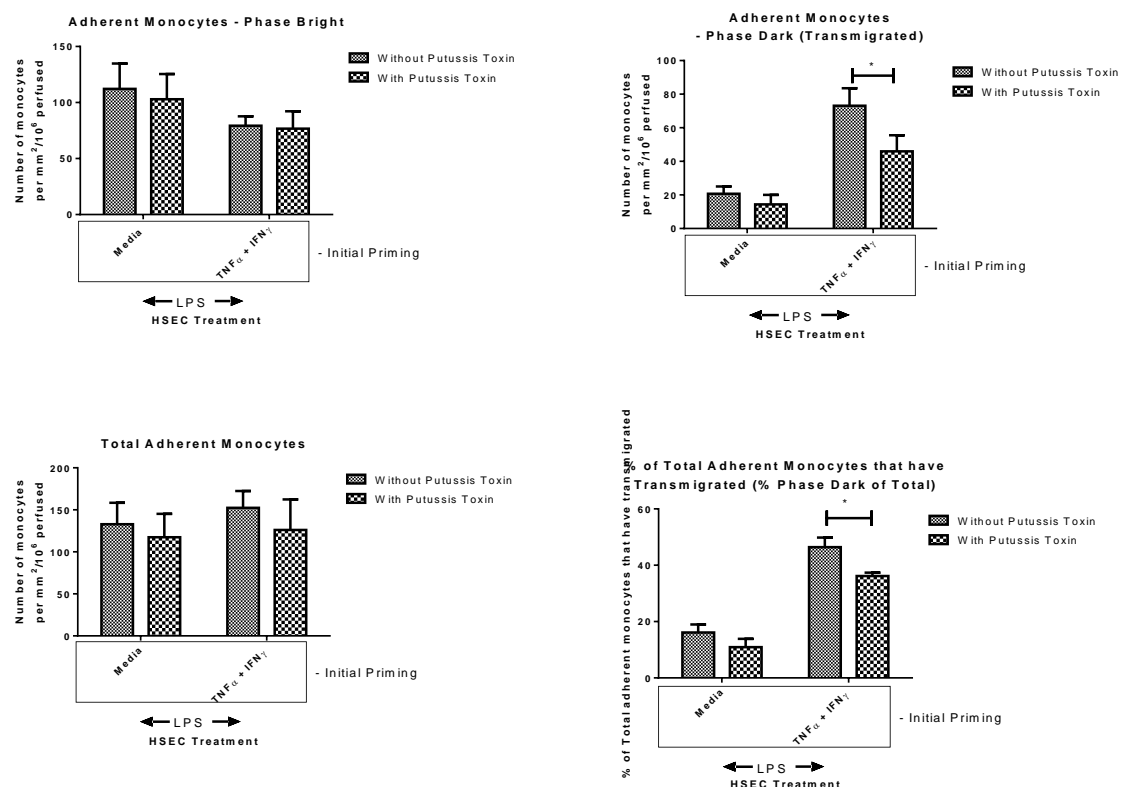 Adherent Monocytes - Phase Bright
Number of monocytes
per mm²/10⁶ perfused
150
100
50
0
Without Putussis Toxin
With Putussis Toxin
Media
TNFα + IFNγ
- Initial Priming
LPS
HSEC Treatment
Adherent Monocytes
- Phase Dark (Transmigrated)
Number of monocytes
per mm²/10⁶ perfused
100
80
60
40
20
0
*
Without Putussis Toxin
With Putussis Toxin
Media
TNFα + IFNγ
- Initial Priming
LPS
HSEC Treatment
Total Adherent Monocytes
Number of monocytes
per mm²/10⁶ perfused
200
150
100
50
0
Without Putussis Toxin
With Putussis Toxin
Media
TNFα + IFNγ
- Initial Priming
LPS
HSEC Treatment
% of Total Adherent Monocytes that have
Transmigrated (% Phase Dark of Total)
% of Total adherent monocytes that have transmigrated
60
40
20
0
*
Without Putussis Toxin
With Putussis Toxin
Media
TNFα + IFNγ
- Initial Priming
LPS
HSEC Treatment